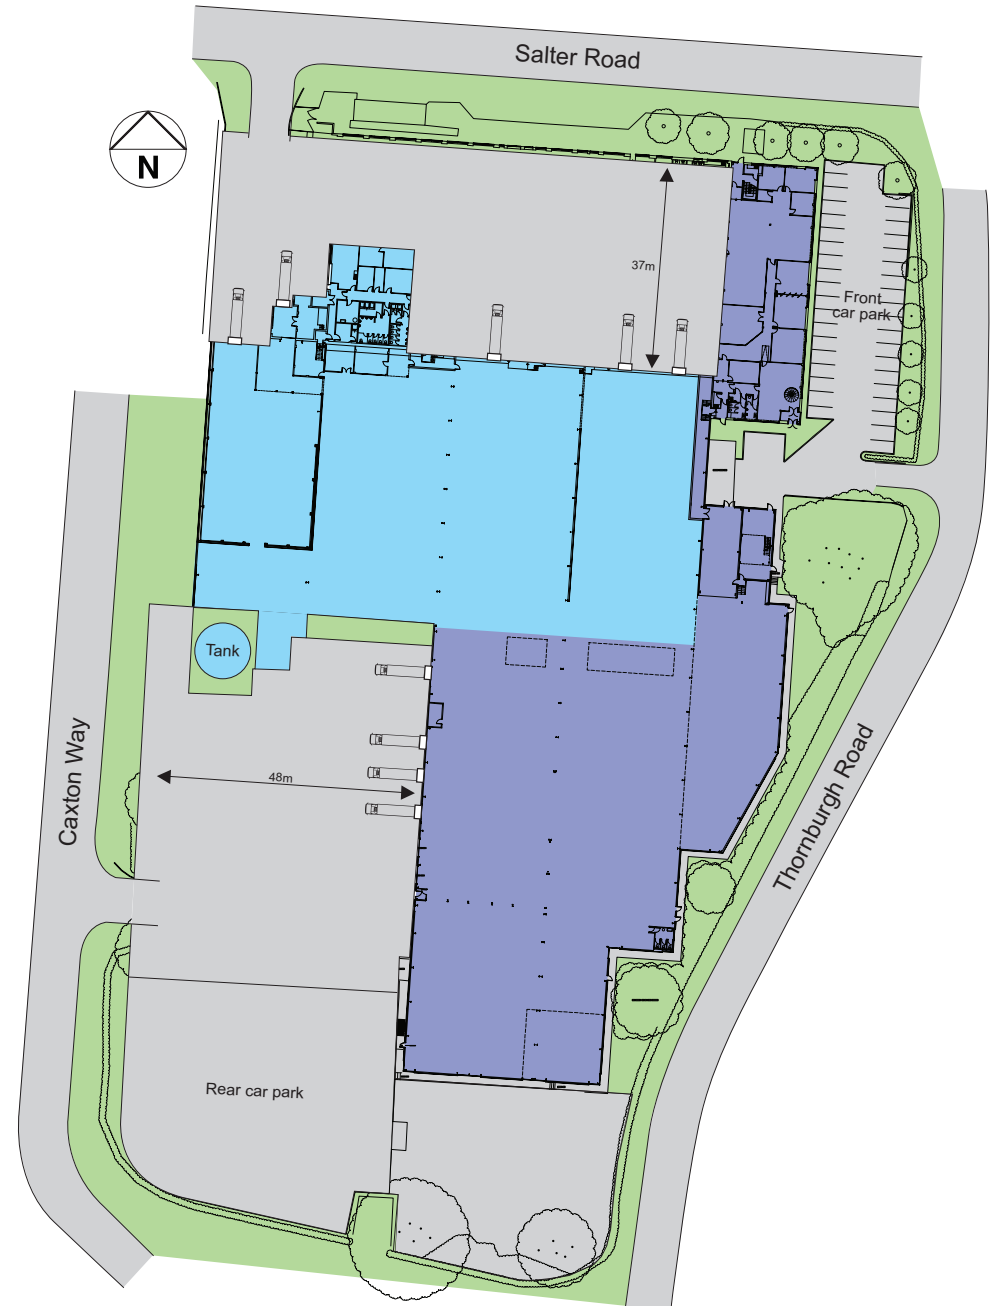 Salter Road
N
37m
Front
car park
Tank
Caxton Way
48m
Thornburgh Road
Rear car park